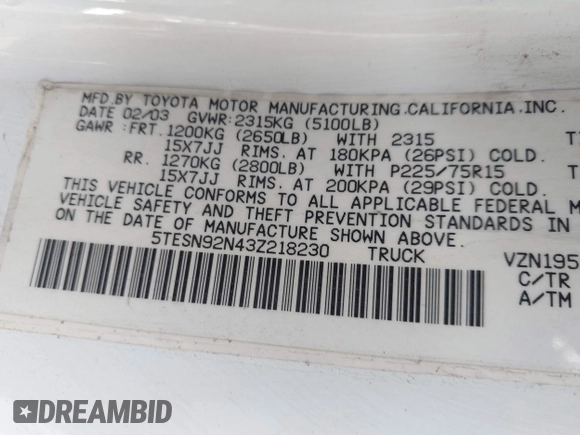 MFD.BY TOYOTA MOTOR MANUFACTURING.CALIFORNIA.INC.
DATE 02/03 GVWR:2315KG (5100LB)
GAWR:FRT.1200KG (2650LB) WITH 2315 T
15X7JJ RIMS. AT 180KPA (26PSI) COLD.
RR. 1270KG (2800LB) WITH P225/75R15 T
15X7JJ RIMS. AT 200KPA (29PSI) COLD.
THIS VEHICLE CONFORMS TO ALL APPLICABLE FEDERAL M
VEHICLE SAFETY AND THEFT PREVENTION STANDARDS IN
ON THE DATE OF MANUFACTURE SHOWN ABOVE.
5TESN92N43Z218230 TRUCK VZN195
C/TR
A/TM
DREAMBID